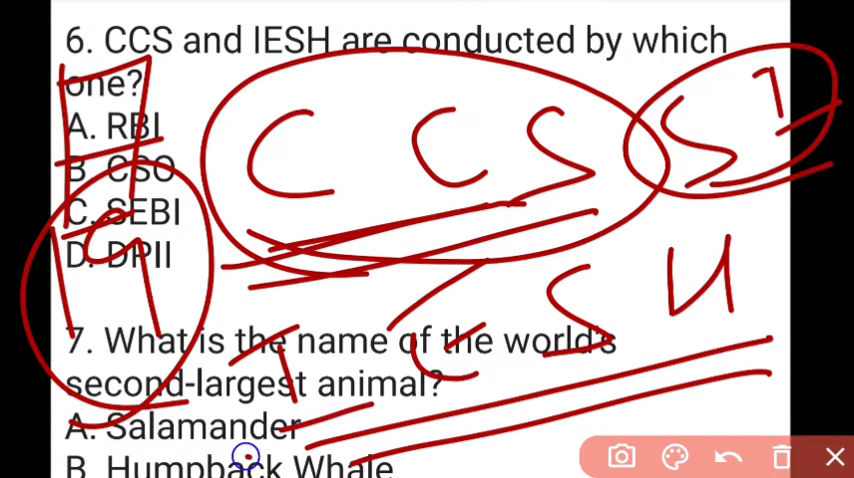 6. CCS and IESH are conducted by which
one?
A. RBI
B. CSO
C. SEBI
D. DPII
CCS
IESH
7. What is the name of the world's
second-largest animal?
A. Salamander
B. Humpback Whale